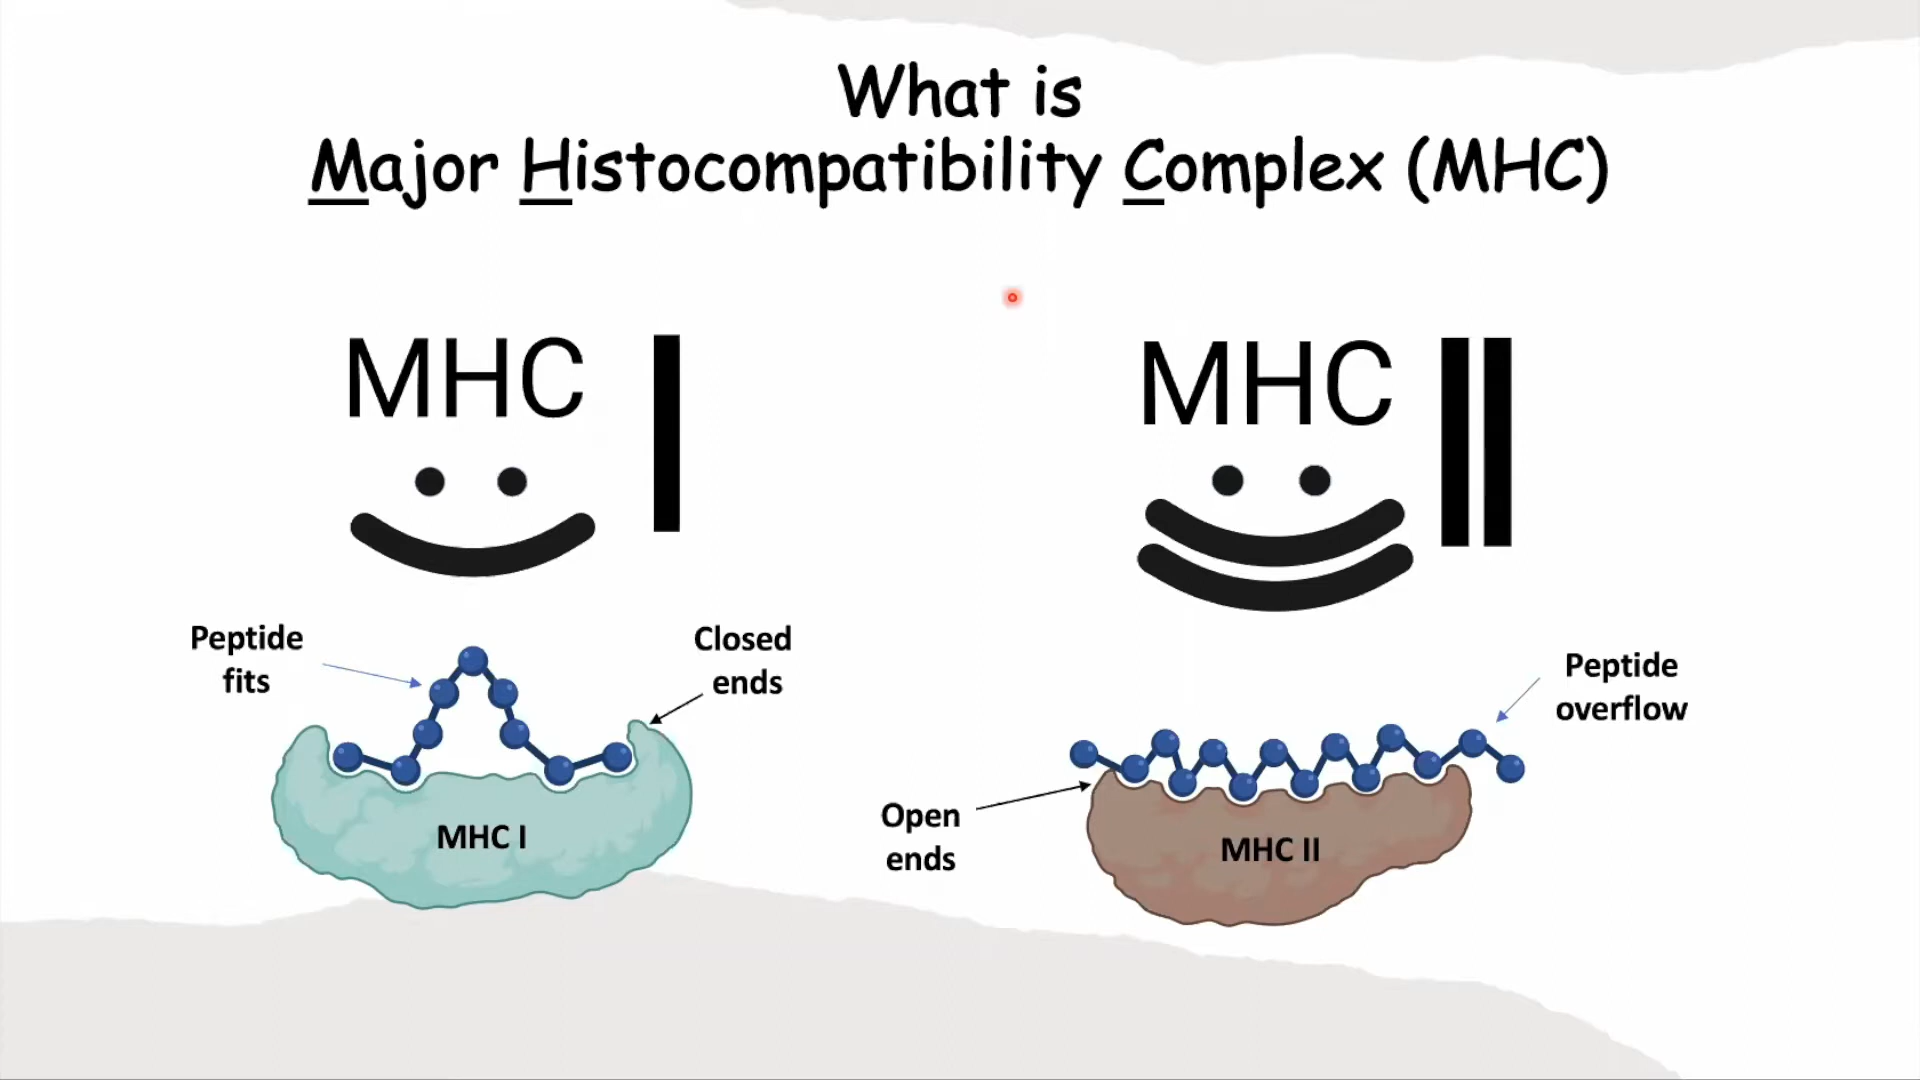 What is
Major Histocompatibility Complex (MHC)
MHC I
MHC II
Peptide
fits
Closed
ends
MHC I
Peptide
overflow
Open
ends
MHC II